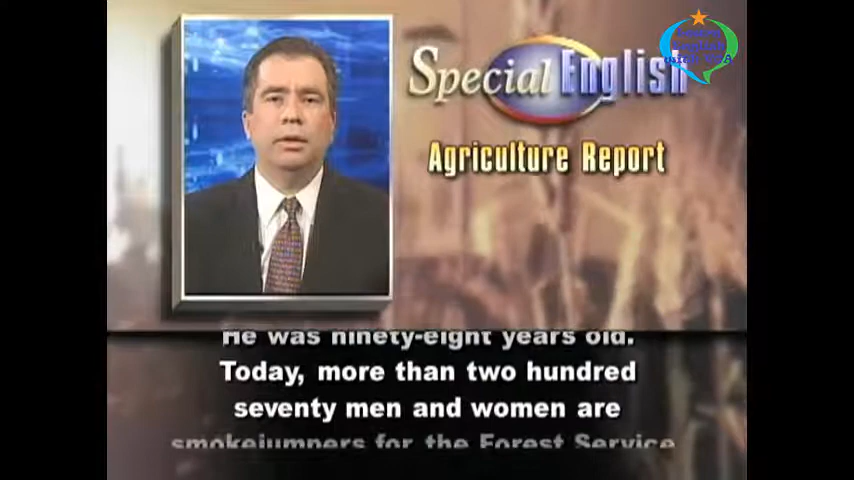 Special English
Agriculture Report
English
He was ninety-eight years old.
Today, more than two hundred
seventy men and women are
smokejumpers for the Forest Service